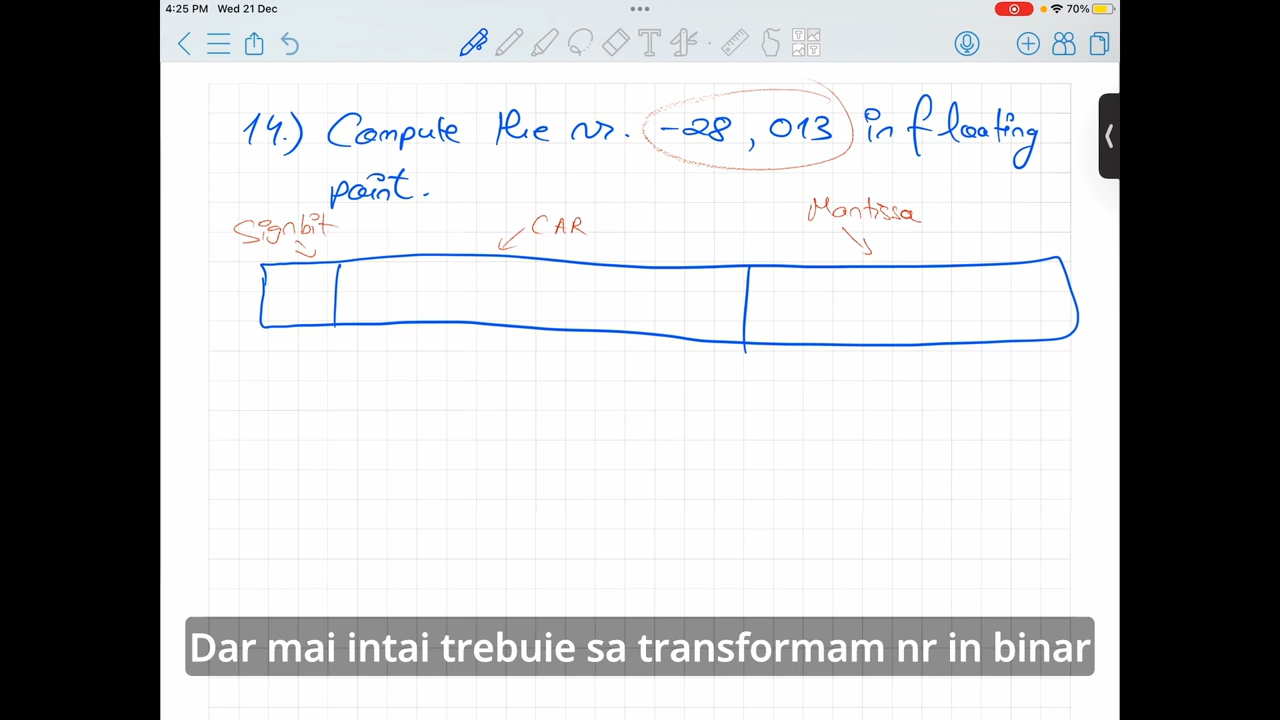 4:25 PM Wed 21 Dec
70%
14.) Compute the nr. -28,013 in floating
point.
Signbit
CAR
Mantissa
Dar mai intai trebuie sa transformam nr in binar